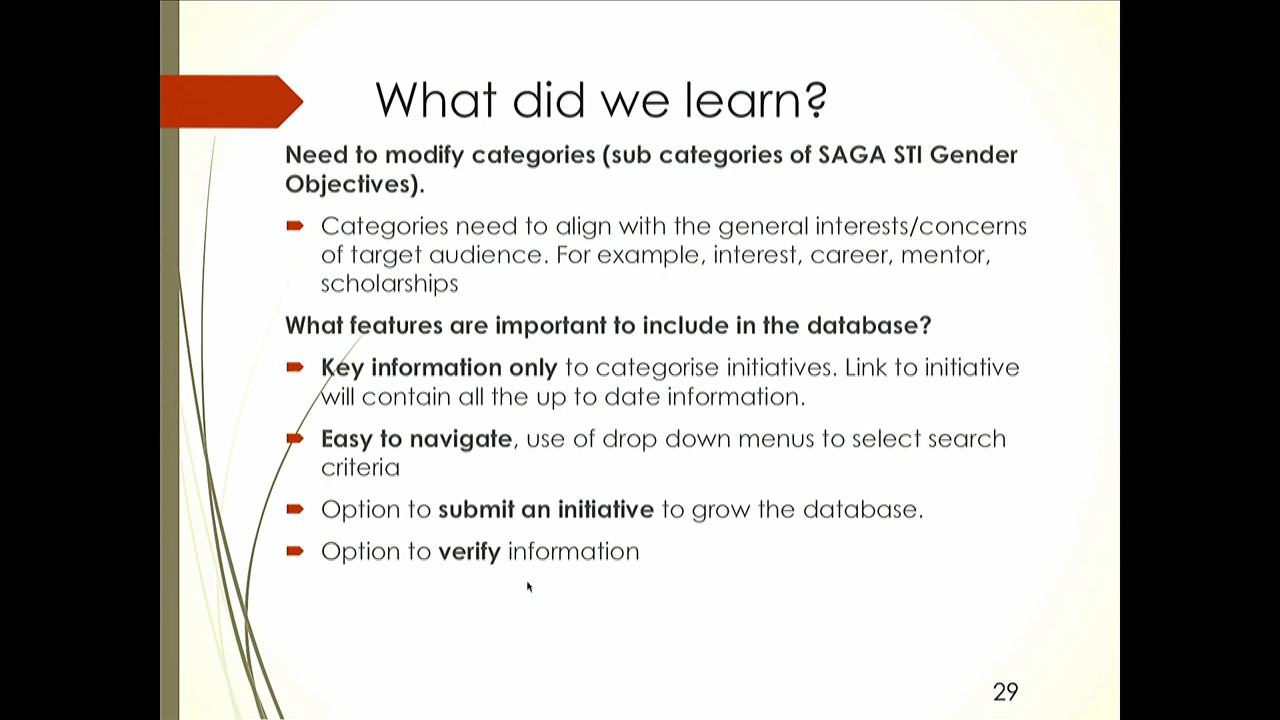 What did we learn?
Need to modify categories (sub categories of SAGA STI Gender
Objectives).
Categories need to align with the general interests/concerns
of target audience. For example, interest, career, mentor,
scholarships
What features are important to include in the database?
Key information only to categorise initiatives. Link to initiative
will contain all the up to date information.
Easy to navigate, use of drop down menus to select search
criteria
Option to submit an initiative to grow the database.
Option to verify information
29